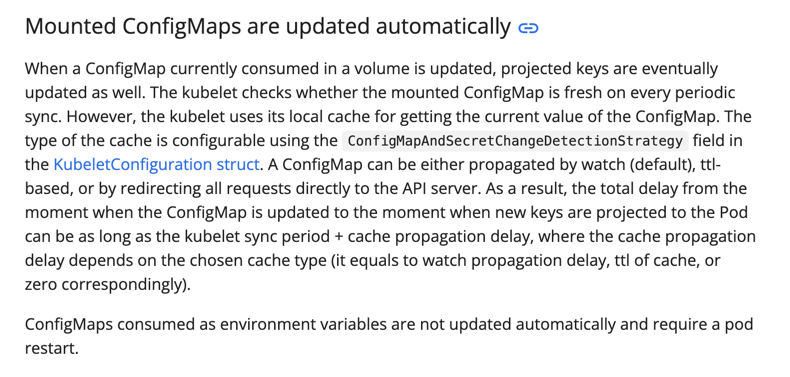 Mounted ConfigMaps are updated automatically
When a ConfigMap currently consumed in a volume is updated, projected keys are eventually
updated as well. The kubelet checks whether the mounted ConfigMap is fresh on every periodic
sync. However, the kubelet uses its local cache for getting the current value of the ConfigMap. The
type of the cache is configurable using the ConfigMapAndSecretChangeDetectionStrategy field in
the KubeletConfiguration struct. A ConfigMap can be either propagated by watch (default), ttl-
based, or by redirecting all requests directly to the API server. As a result, the total delay from the
moment when the ConfigMap is updated to the moment when new keys are projected to the Pod
can be as long as the kubelet sync period + cache propagation delay, where the cache propagation
delay depends on the chosen cache type (it equals to watch propagation delay, ttl of cache, or
zero correspondingly).
ConfigMaps consumed as environment variables are not updated automatically and require a pod
restart.